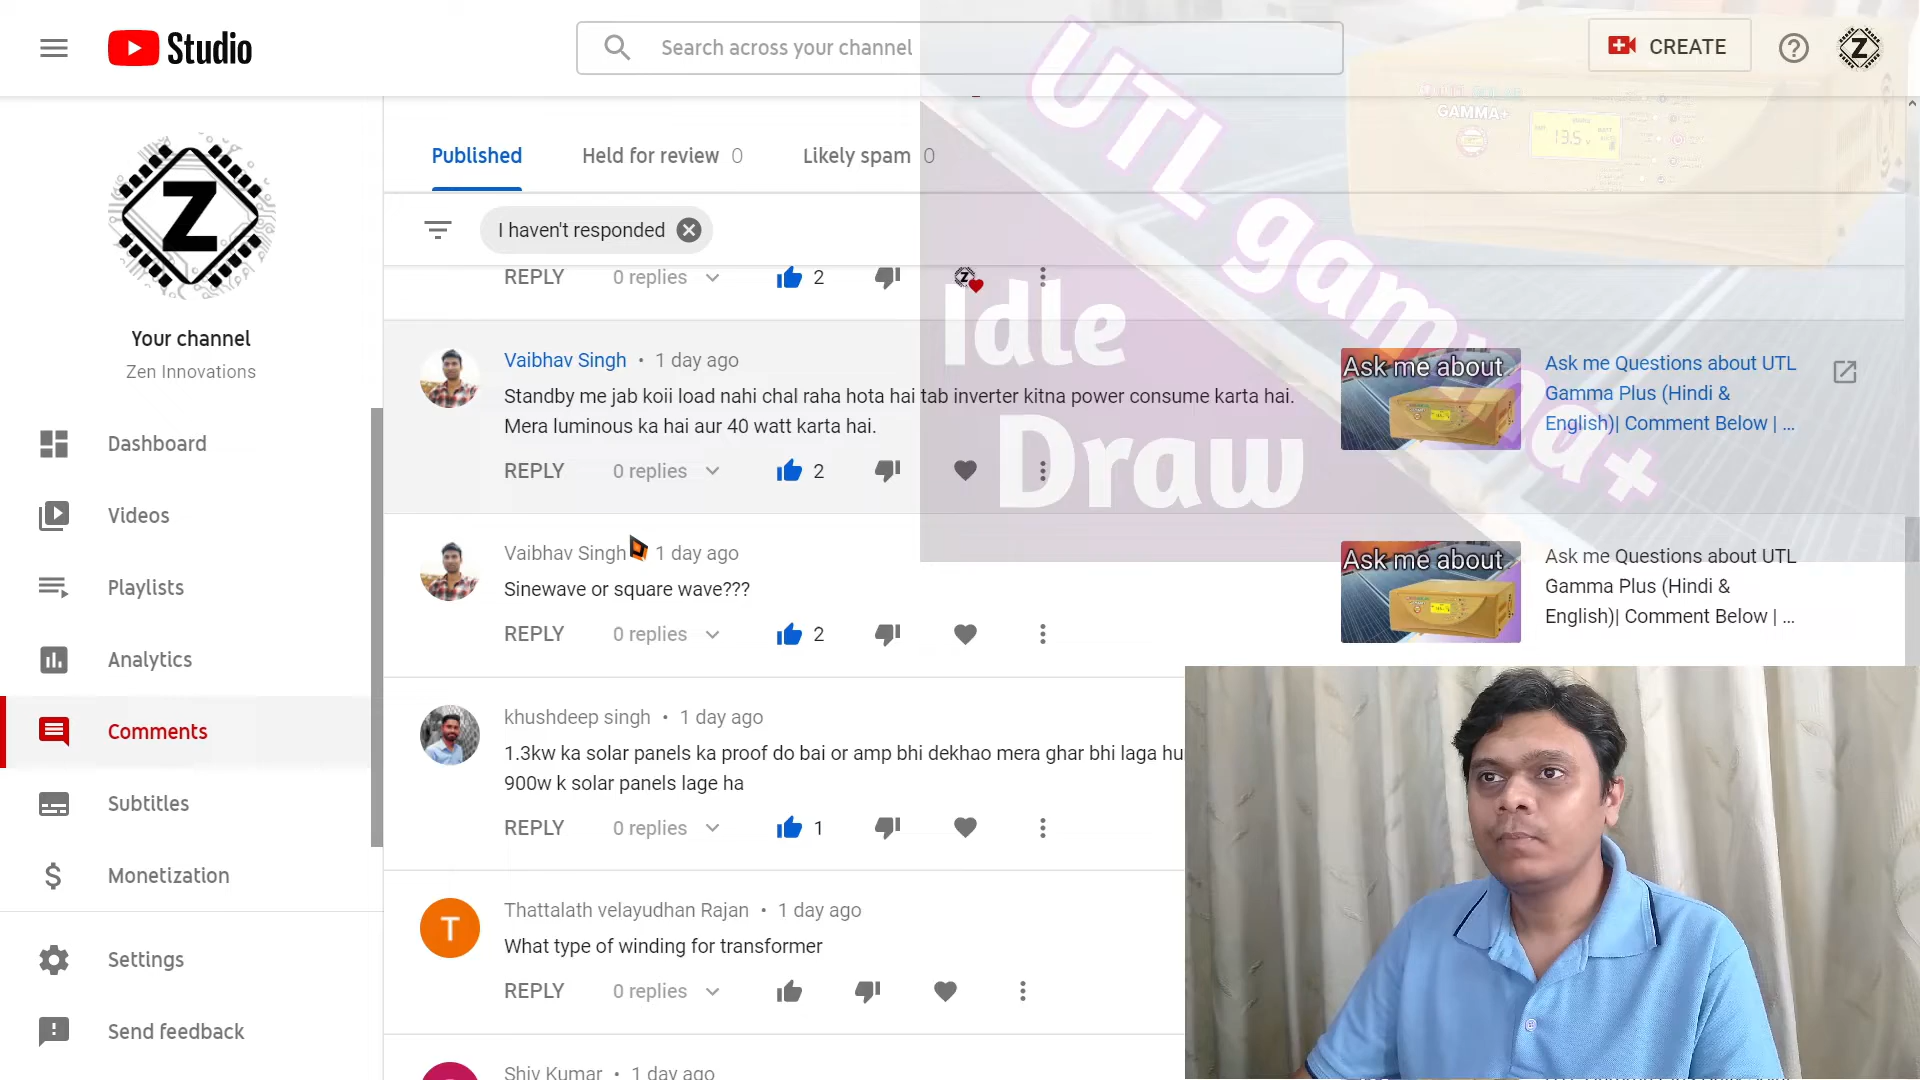 Studio
Search across your channel
CREATE
UTL gamma+
GAMMA+
13.5
Idle
Draw
Z
Your channel
Zen Innovations
Dashboard
Videos
Playlists
Analytics
Comments
Subtitles
Monetization
Settings
Send feedback
Published
Held for review 0
Likely spam 0
I haven't responded
REPLY 0 replies 2
Vaibhav Singh • 1 day ago
Standby me jab koii load nahi chal raha hota hai tab inverter kitna power consume karta hai.
Mera luminous ka hai aur 40 watt karta hai.
REPLY 0 replies 2
Ask me about
Ask me Questions about UTL
Gamma Plus (Hindi &
English)| Comment Below | ...
Vaibhav Singh 1 day ago
Sinewave or square wave???
REPLY 0 replies 2
Ask me about
Ask me Questions about UTL
Gamma Plus (Hindi &
English)| Comment Below | ...
khushdeep singh • 1 day ago
1.3kw ka solar panels ka proof do bai or amp bhi dekhao mera ghar bhi laga hu
900w k solar panels lage ha
REPLY 0 replies 1
T
Thattalath velayudhan Rajan • 1 day ago
What type of winding for transformer
REPLY 0 replies
Shiv Kumar • 1 day ago